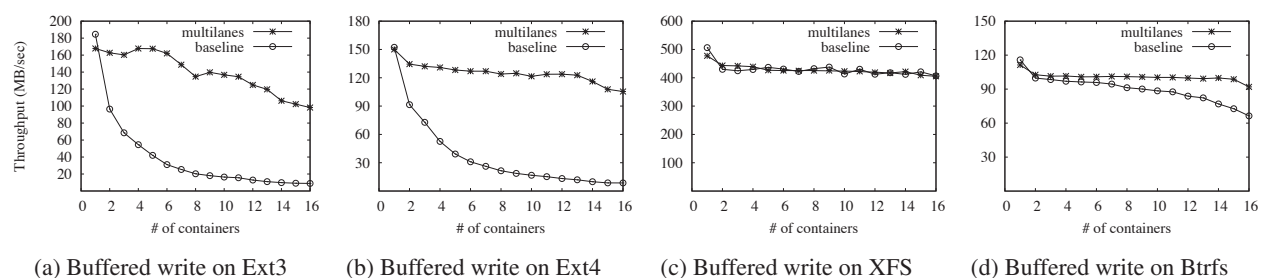 Throughput (MB/sec)
200
180
160
140
120
100
80
60
40
20
multilanes
baseline
0 2 4 6 8 10 12 14 16
# of containers
(a) Buffered write on Ext3
180
150
120
90
60
30
multilanes
baseline
0 2 4 6 8 10 12 14 16
# of containers
(b) Buffered write on Ext4
600
500
400
300
200
100
multilanes
baseline
0 2 4 6 8 10 12 14 16
# of containers
(c) Buffered write on XFS
150
120
90
60
30
multilanes
baseline
0 2 4 6 8 10 12 14 16
# of containers
(d) Buffered write on Btrfs